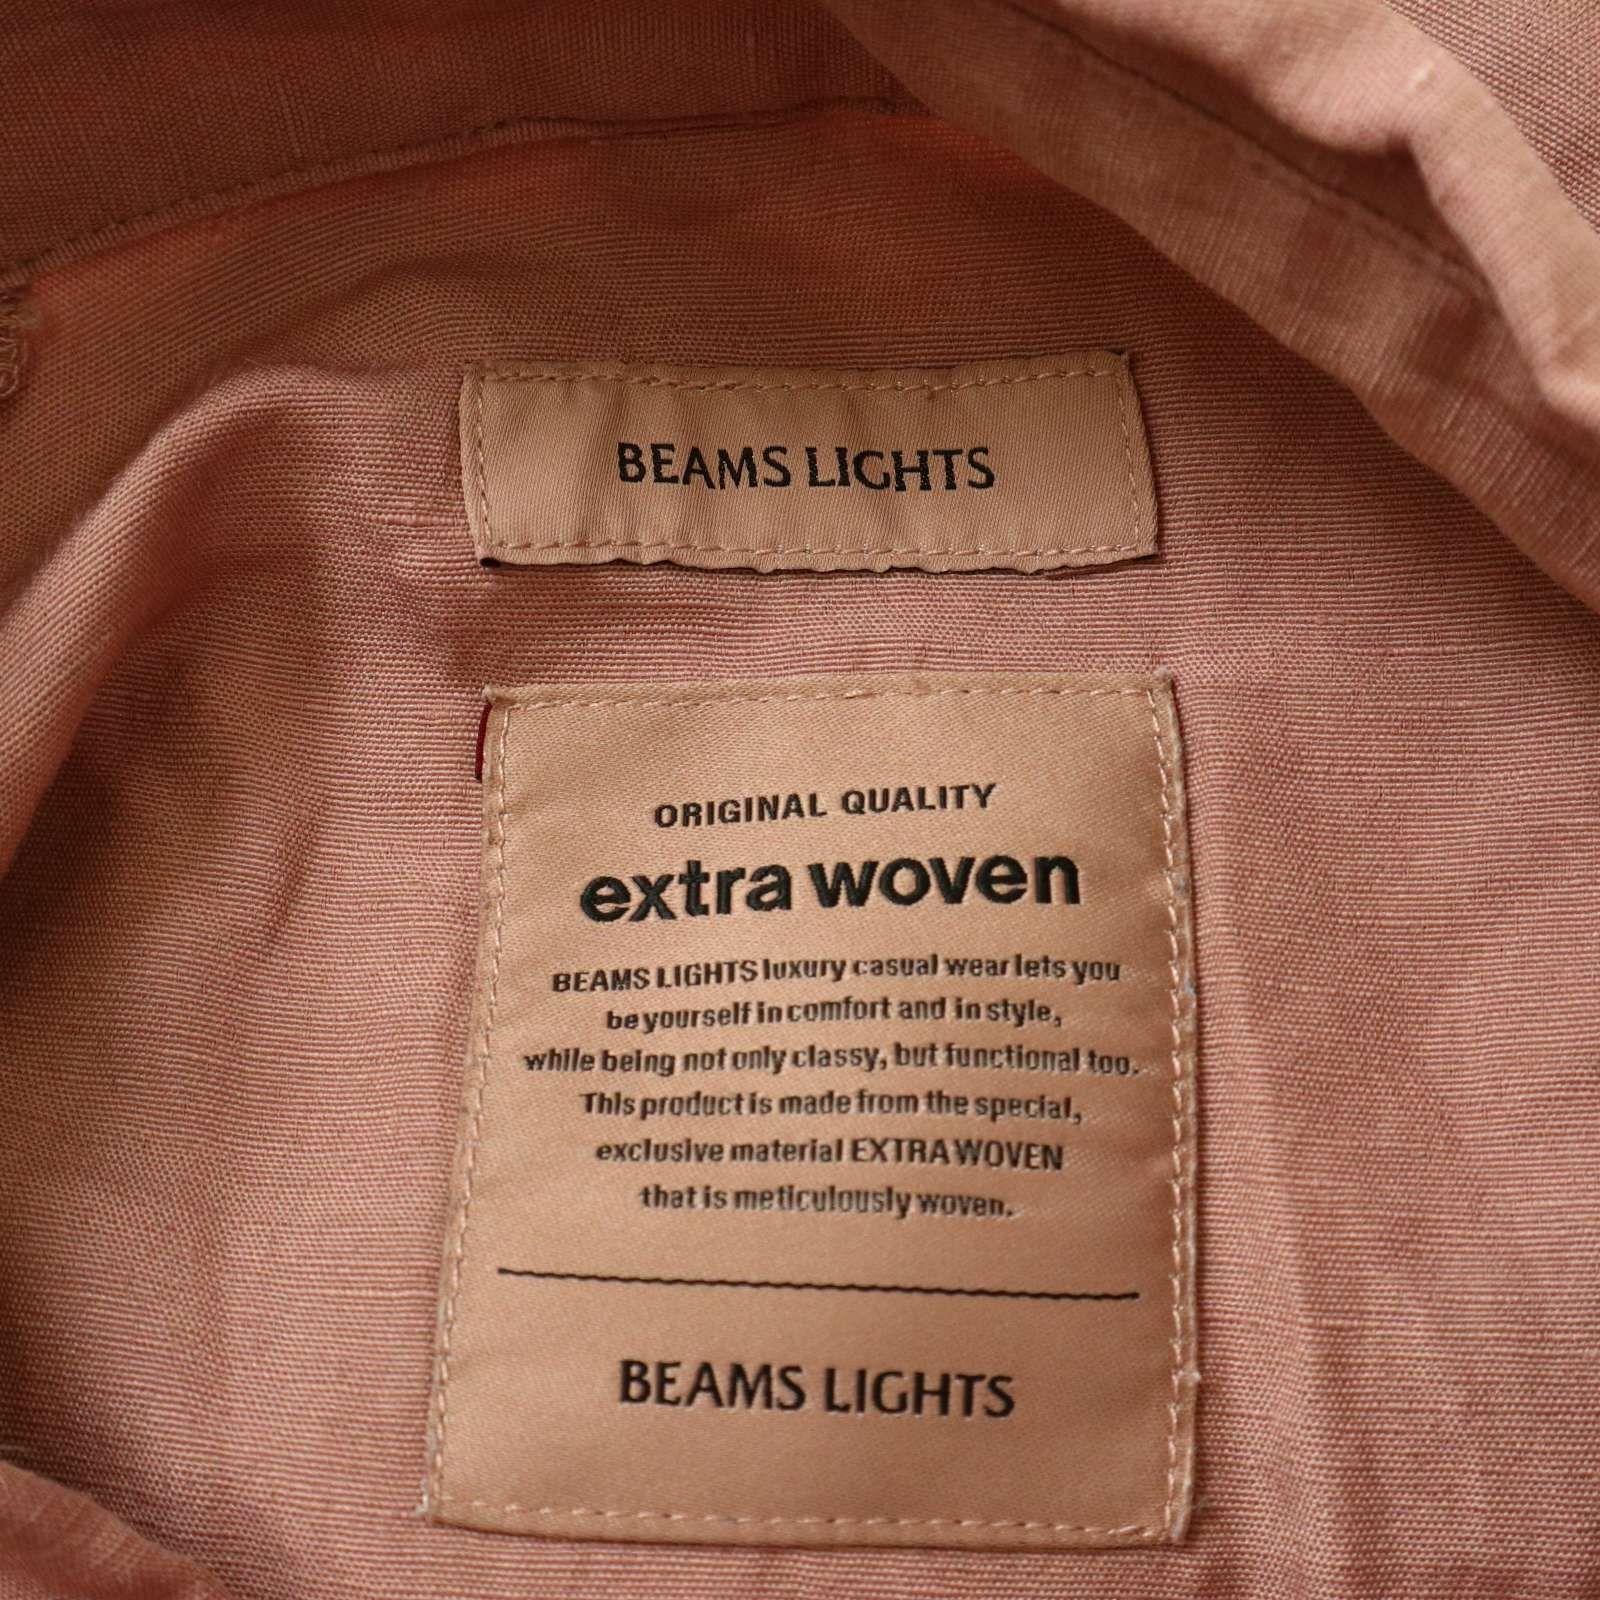 BEAMS LIGHTS
ORIGINAL QUALITY
extra woven
BEAMS LIGHTS luxury casual wear lets you
be yourself in comfort and in style,
while being not only classy, but functional too.
This product is made from the special,
exclusive material EXTRA WOVEN
that is meticulously woven.
BEAMS LIGHTS